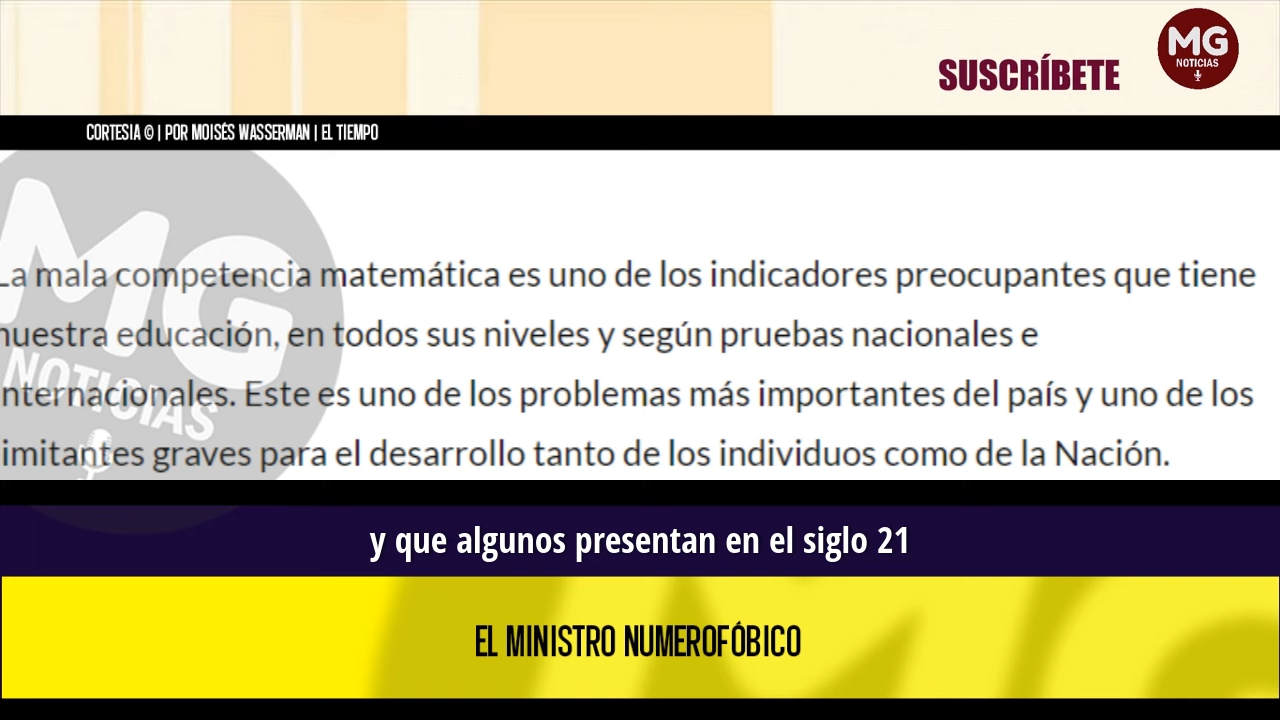 SUSCRÍBETE
MG
NOTICIAS
CORTESIA © | POR MOISÉS WASSERMAN | EL TIEMPO
MG
NOTICIAS
La mala competencia matemática es uno de los indicadores preocupantes que tiene
nuestra educación, en todos sus niveles y según pruebas nacionales e
internacionales. Este es uno de los problemas más importantes del país y uno de los
limitantes graves para el desarrollo tanto de los individuos como de la Nación.
y que algunos presentan en el siglo 21
EL MINISTRO NUMEROFÓBICO